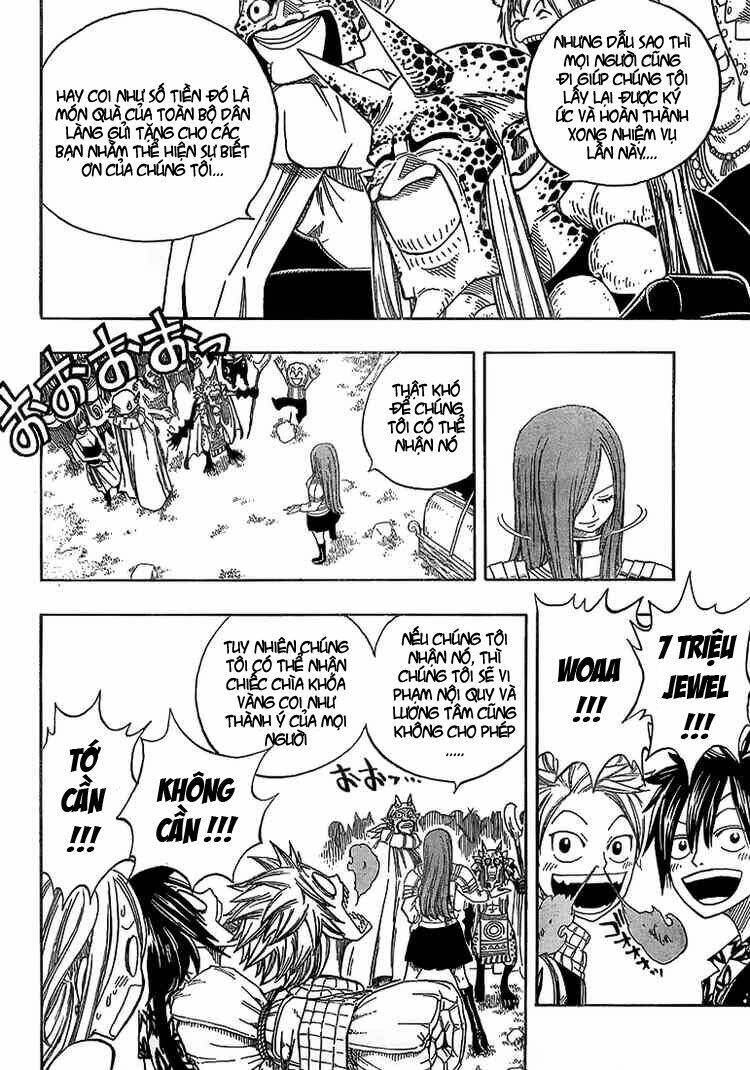 NHƯNG DẪU SAO THÌ
MỌI NGƯỜI CŨNG
ĐI GIÚP CHÚNG TÔI
LẤY LẠI ĐƯỢC KÝ
ỨC VÀ HOÀN THÀNH
XONG NHIỆM VỤ
LẦN NÀY....
HAY COI NHƯ SỐ TIỀN ĐÓ LÀ
MÓN QUÀ CỦA TOÀN BỘ DÂN
LÀNG GỬI TẶNG CHO CÁC
BẠN NHẰM THỂ HIỆN SỰ BIẾT
ƠN CỦA CHÚNG TÔI...
THẬT KHÓ
ĐỂ CHÚNG
TÔI CÓ THỂ
NHẬN NÓ
おおおおおっ
7 TRIỆU
JEWEL
!!!
WOAA
!!!
NẾU CHÚNG TÔI
NHẬN NÓ, THÌ
CHÚNG TÔI SẼ VI
PHẠM NỘI QUY VÀ
LƯƠNG TÂM CŨNG
KHÔNG CHO PHÉP
.....
TUY NHIÊN CHÚNG
TÔI CÓ THỂ NHẬN
CHIẾC CHÌA KHÓA
VÀNG COI NHƯ
THÀNH Ý CỦA MỌI
NGƯỜI
おおっ...
KHÔNG
CẦN !!!
TỚ
CẦN
!!!